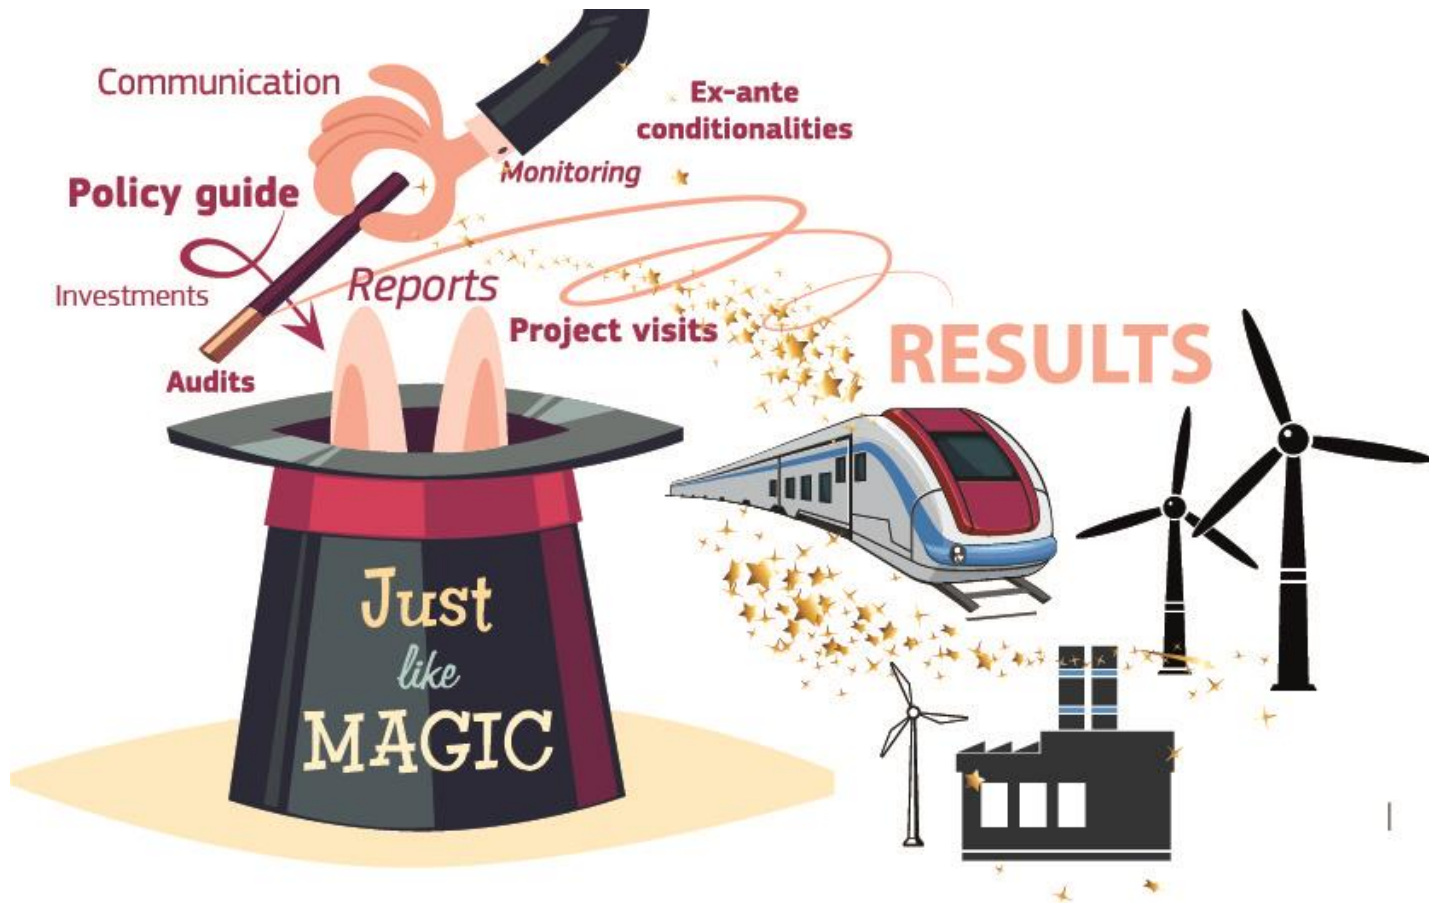 Communication
Ex-ante
conditionalities
Monitoring
Policy guide
Investments
Reports
Project visits
Audits
RESULTS
Just
like
MAGIC